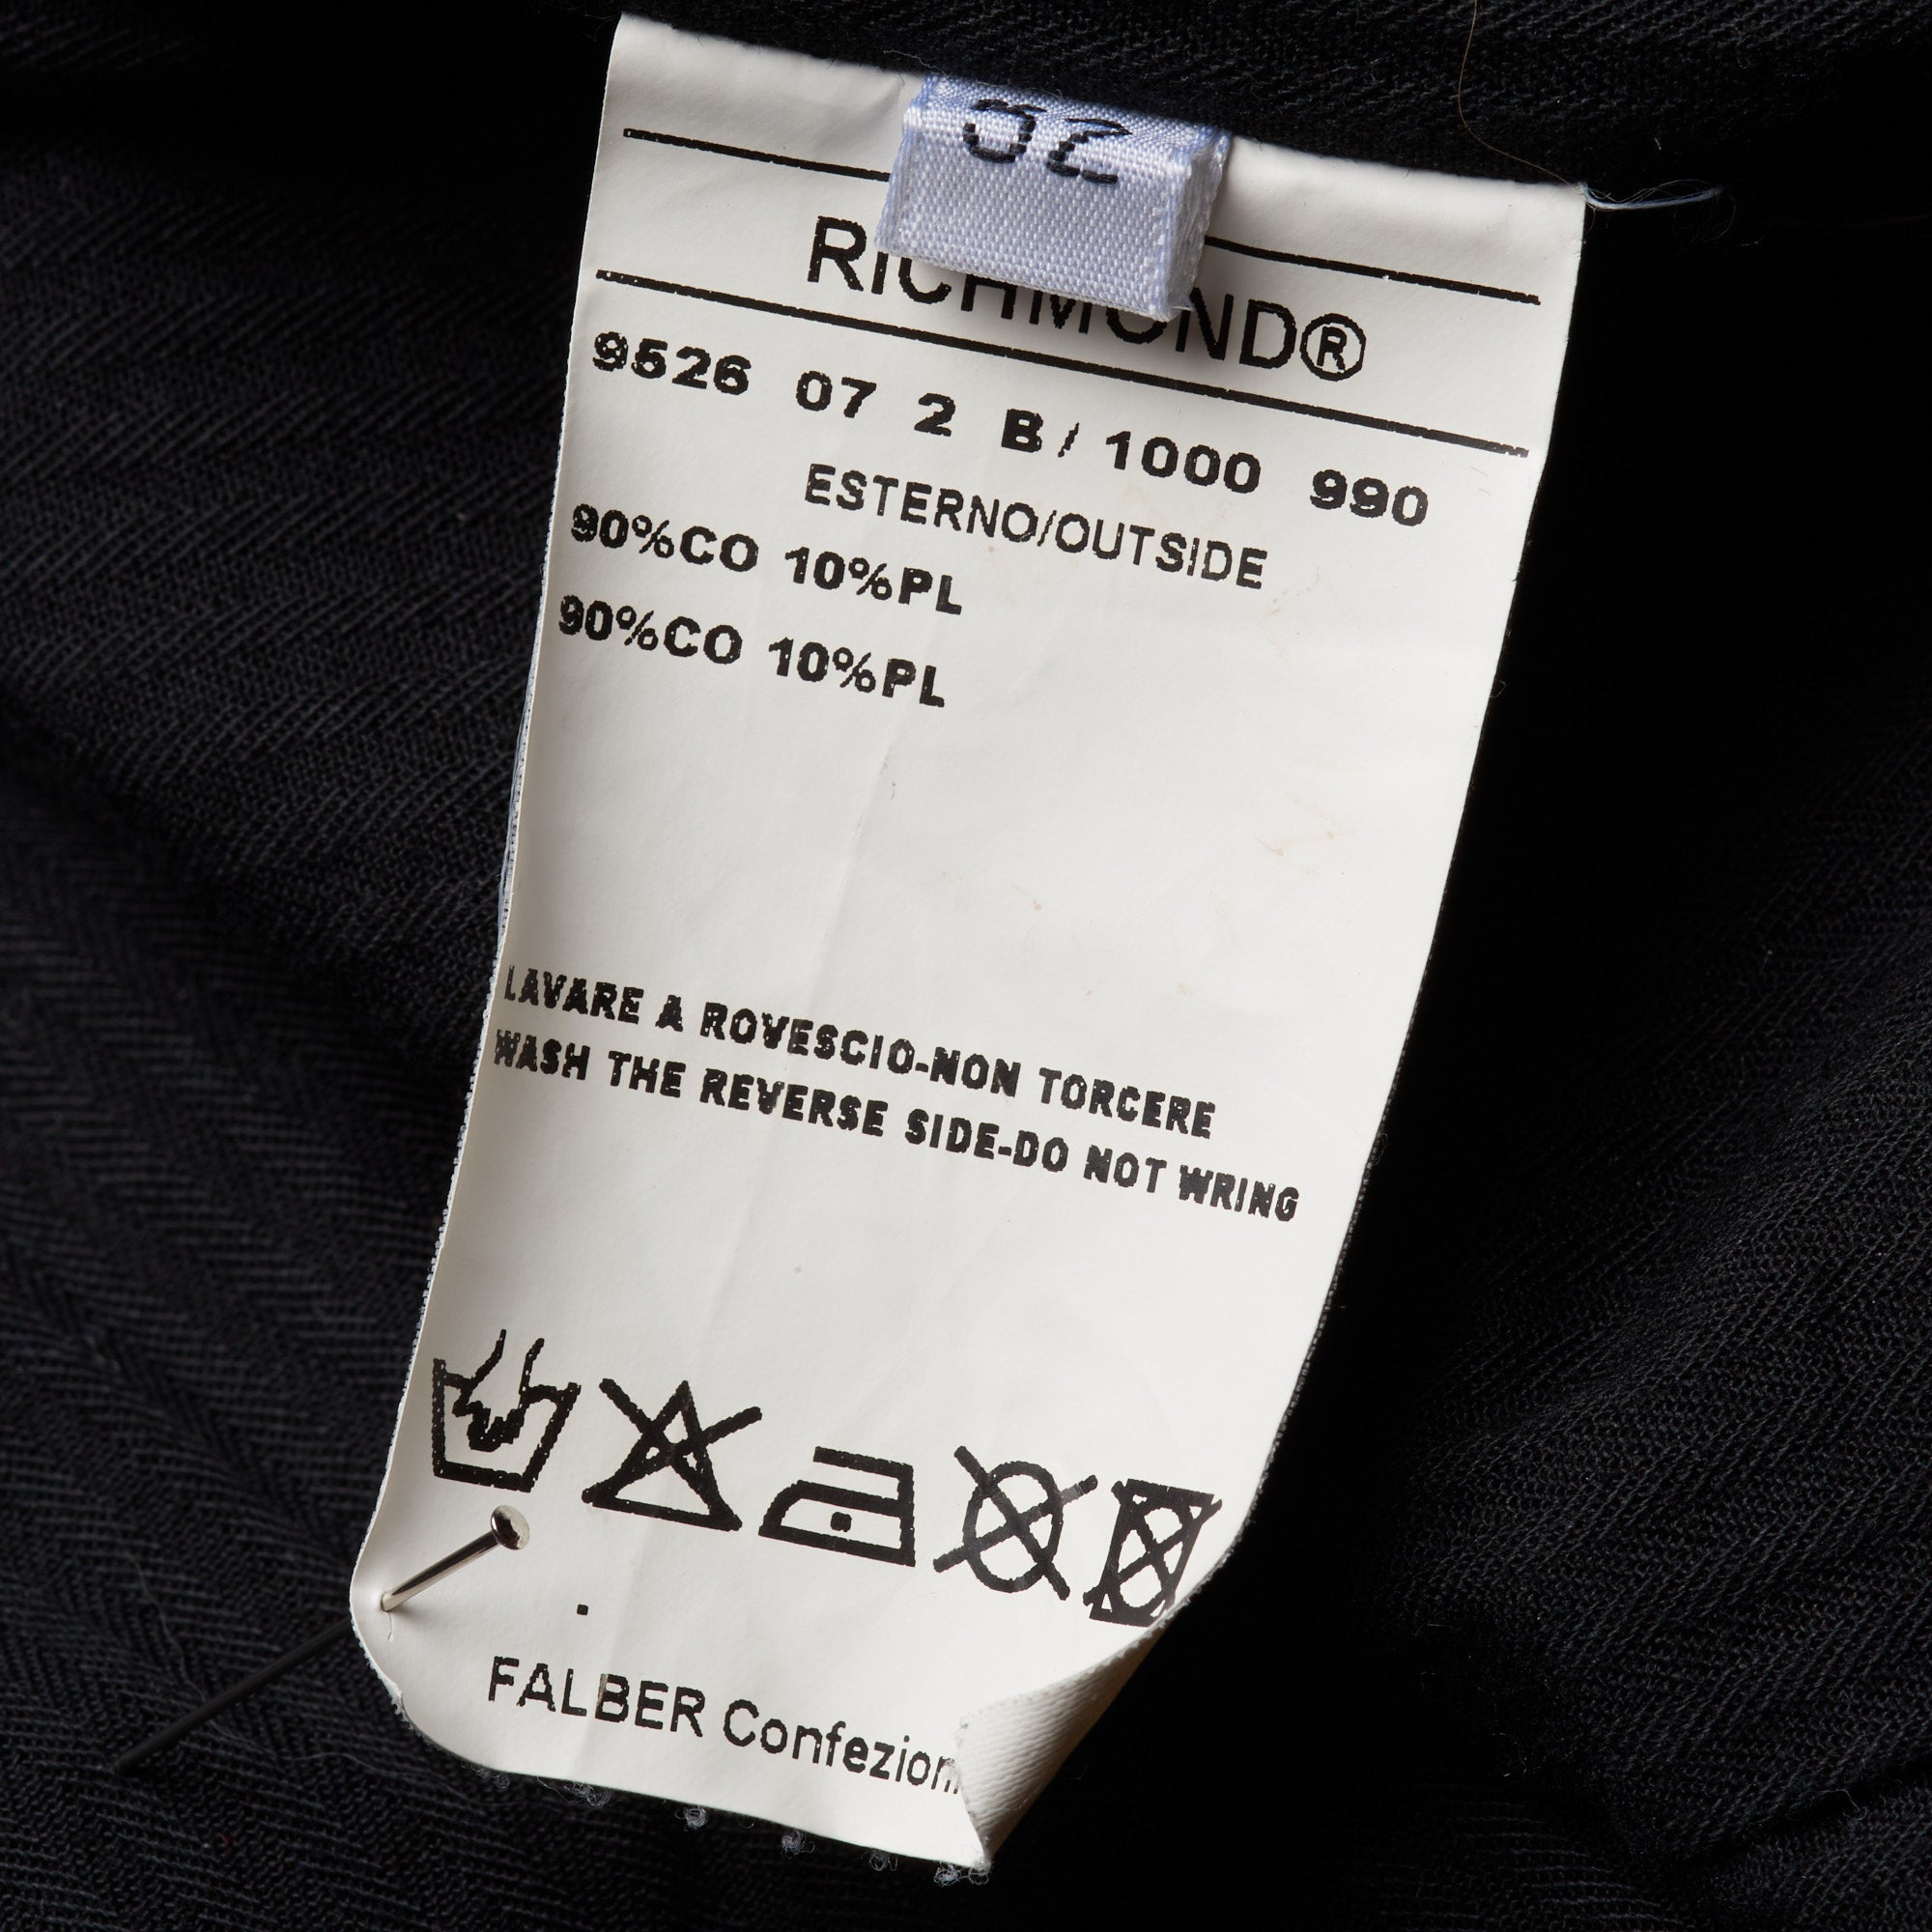 RICHMOND®
9526 07 2 B/1000 990
ESTERNO/OUTSIDE
90%CO 10%PL
90%CO 10%PL
LAVARE A ROVESCIO-NON TORCERE
WASH THE REVERSE SIDE-DO NOT WRING
FALBER Confezioni